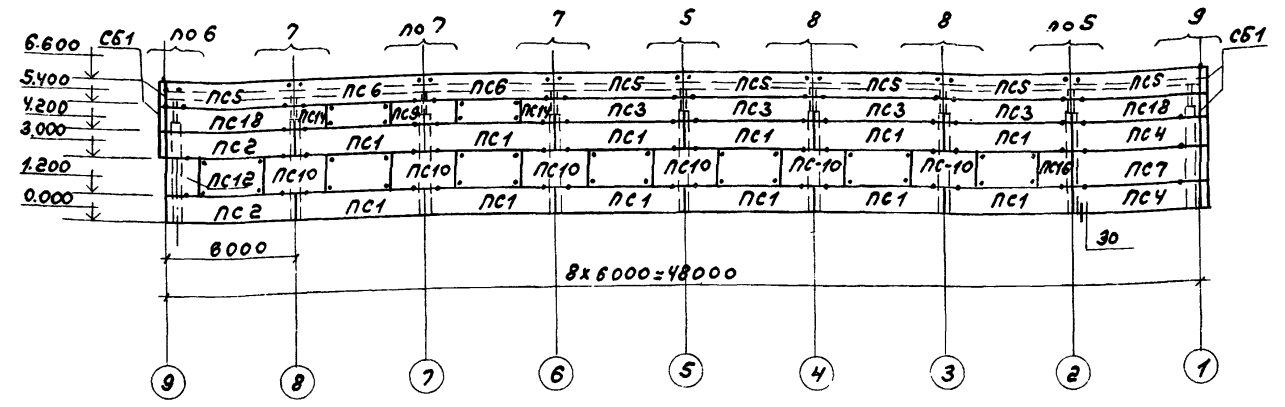 по 6 7 по 7 7 5 8 8 по 5 9
6.600 СБ1 СБ1
5.400 ПС5 ПС6 ПС6 ПС5 ПС5 ПС5 ПС5 ПС5
4.200 ПС18 ПС14 ПС9 ПС14 ПС3 ПС3 ПС3 ПС3 ПС18
3,000 ПС2 ПС1 ПС1 ПС1 ПС1 ПС1 ПС1 ПС4
1.200 ПС12 ПС10 ПС10 ПС10 ПС10 ПС-10 ПС-10 ПС16 ПС7
0.000 ПС2 ПС1 ПС1 ПС1 ПС1 ПС1 ПС1 ПС4
6000 30
8х6000=48000
9 8 7 6 5 4 3 2 1